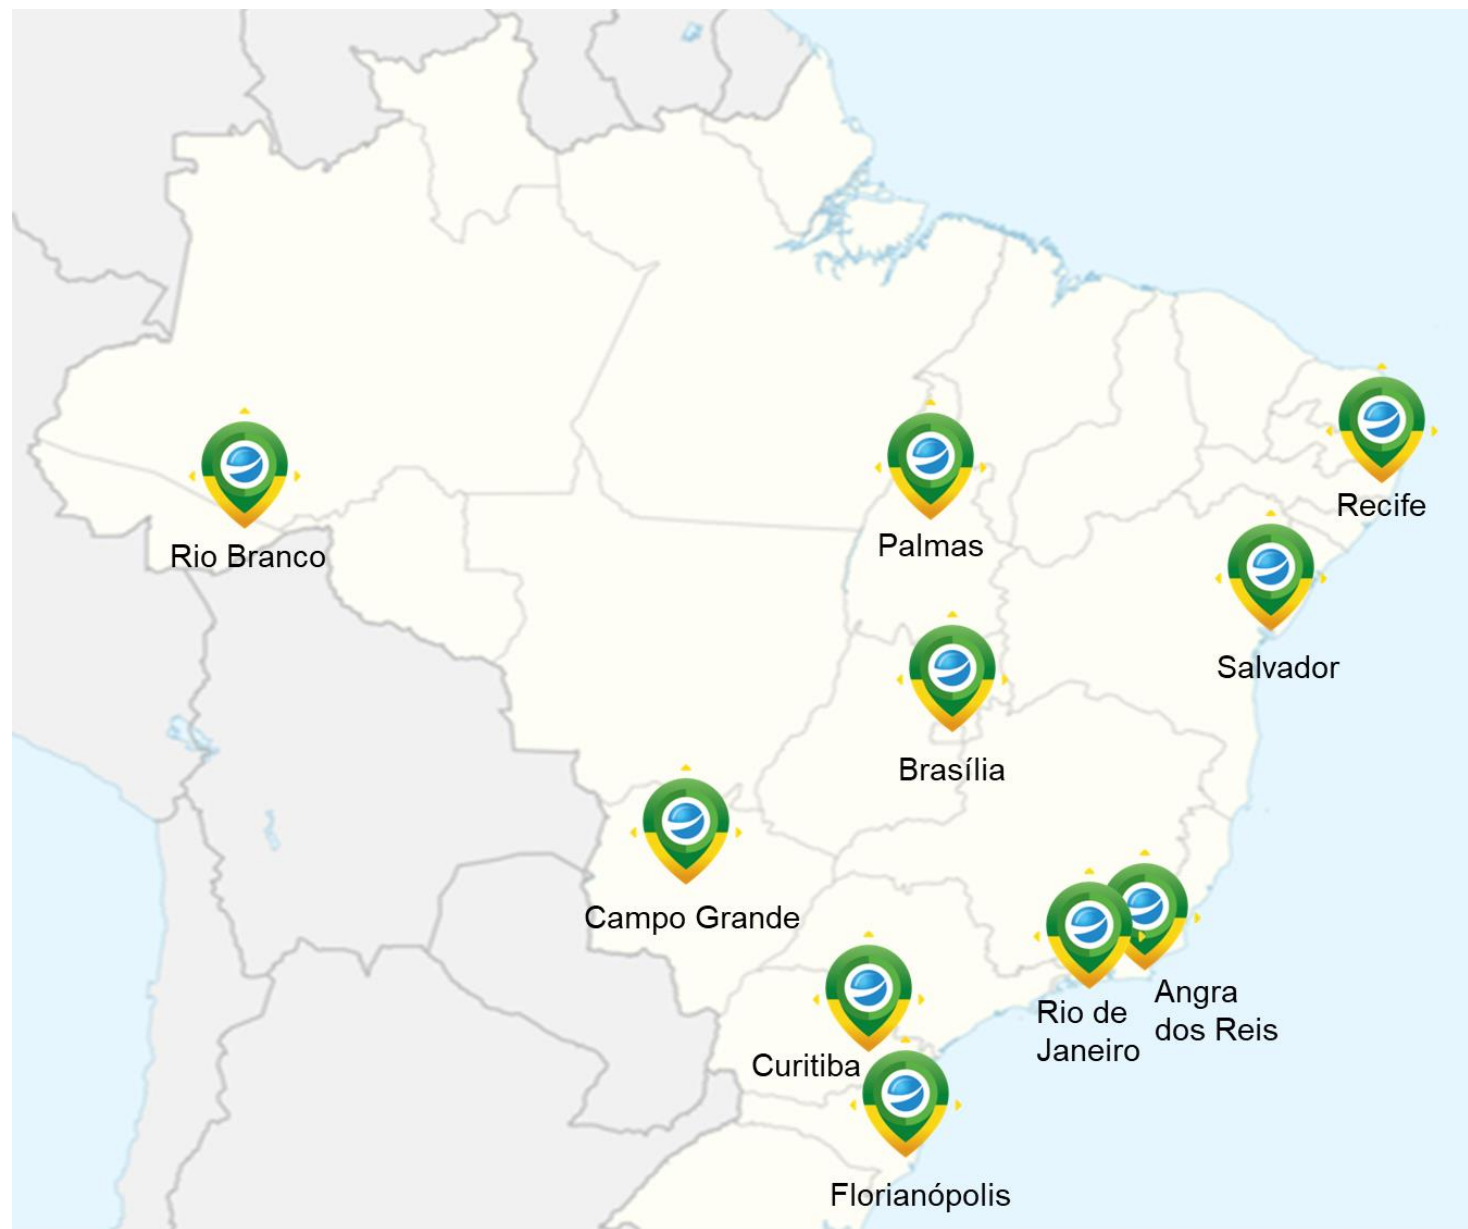 Recife
Rio Branco
Palmas
Salvador
Brasília
Campo Grande
Angra
dos Reis
Rio de
Janeiro
Curitiba
Florianópolis